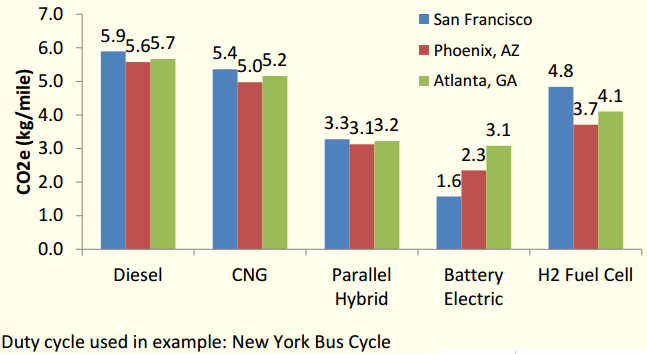 7.0
6.0
5.0
4.0
3.0
2.0
1.0
0.0
CO2e (kg/mile)
San Francisco
Phoenix, AZ
Atlanta, GA
5.9 5.6 5.7
5.4 5.0 5.2
3.3 3.1 3.2
1.6 2.3 3.1
4.8 3.7 4.1
Diesel
CNG
Parallel
Hybrid
Battery
Electric
H2 Fuel Cell
Duty cycle used in example: New York Bus Cycle